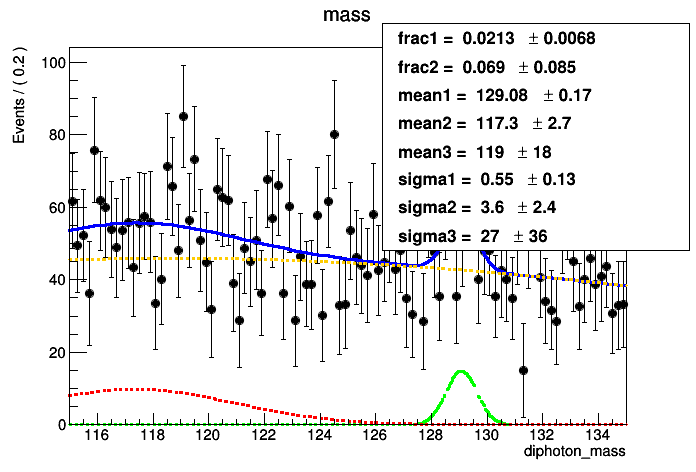 mass
frac1 = 0.0213 ± 0.0068
frac2 = 0.069 ± 0.085
mean1 = 129.08 ± 0.17
mean2 = 117.3 ± 2.7
mean3 = 119 ± 18
sigma1 = 0.55 ± 0.13
sigma2 = 3.6 ± 2.4
sigma3 = 27 ± 36
Events / ( 0.2 )
100
80
60
40
20
0
116 118 120 122 124 126 128 130 132 134
diphoton_mass